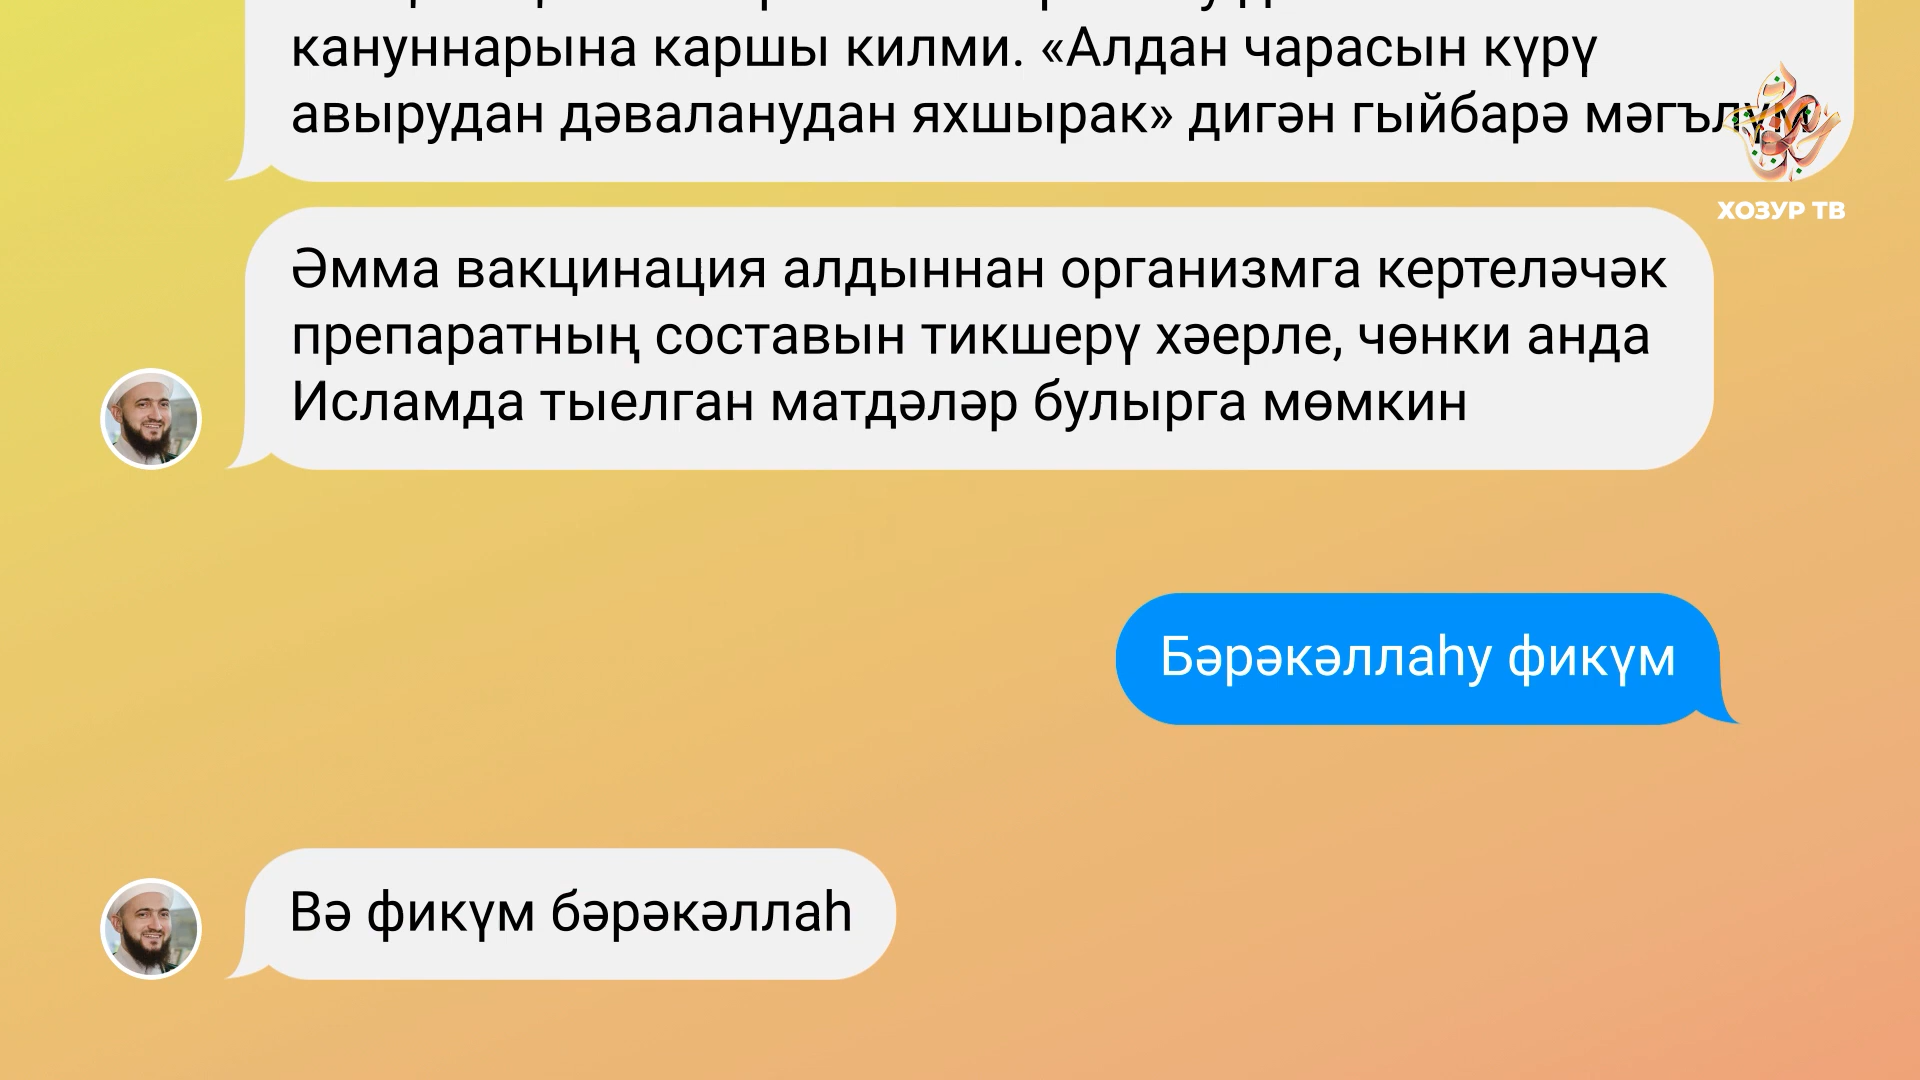 кануннарына каршы килми. «Алдан чарасын күрү
авырудан дәваланудан яхшырак» дигән гыйбарә мәгълүм
ХОЗУР ТВ
Әмма вакцинация алдыннан организмга кертеләчәк
препаратның составын тикшерү хәерле, чөнки анда
Исламда тыелган матдәләр булырга мөмкин
Бәрәкәллаһу фикүм
Вә фикүм бәрәкәллаһ